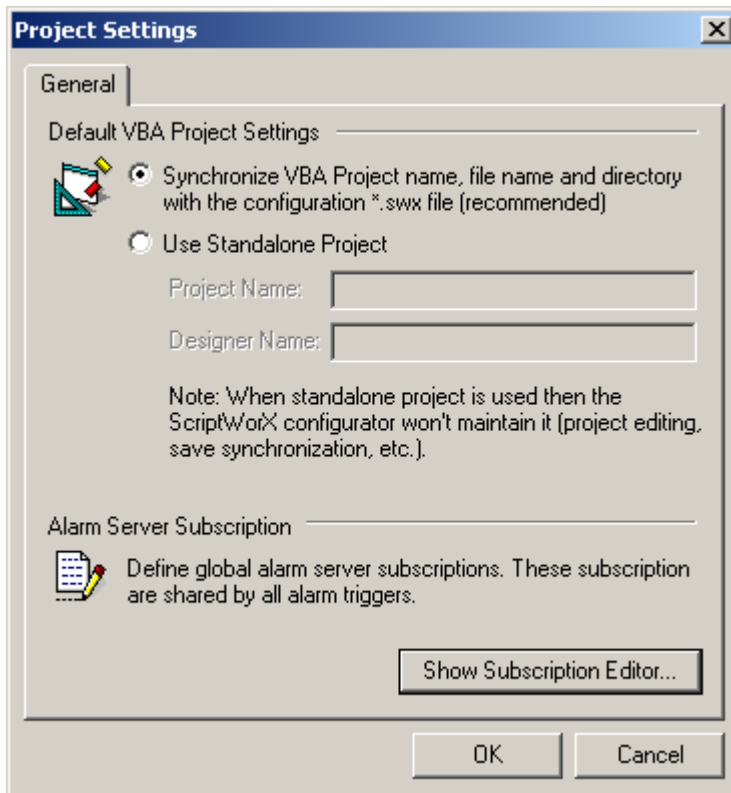 Project Settings
General
Default VBA Project Settings
Synchronize VBA Project name, file name and directory
with the configuration *.swx file (recommended)
Use Standalone Project
Project Name:
Designer Name:
Note: When standalone project is used then the
ScriptWorX configurator won't maintain it (project editing,
save synchronization, etc.).
Alarm Server Subscription
Define global alarm server subscriptions. These subscription
are shared by all alarm triggers.
Show Subscription Editor...
OK Cancel